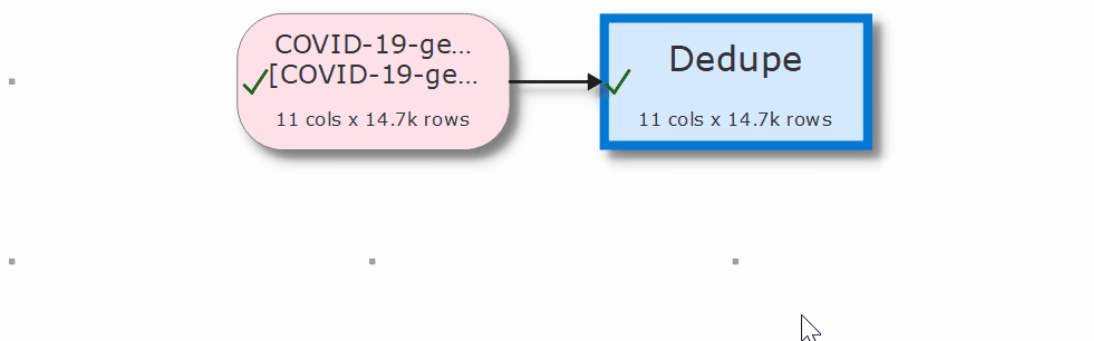 COVID-19-ge...
[COVID-19-ge...
11 cols x 14.7k rows
Dedupe
11 cols x 14.7k rows